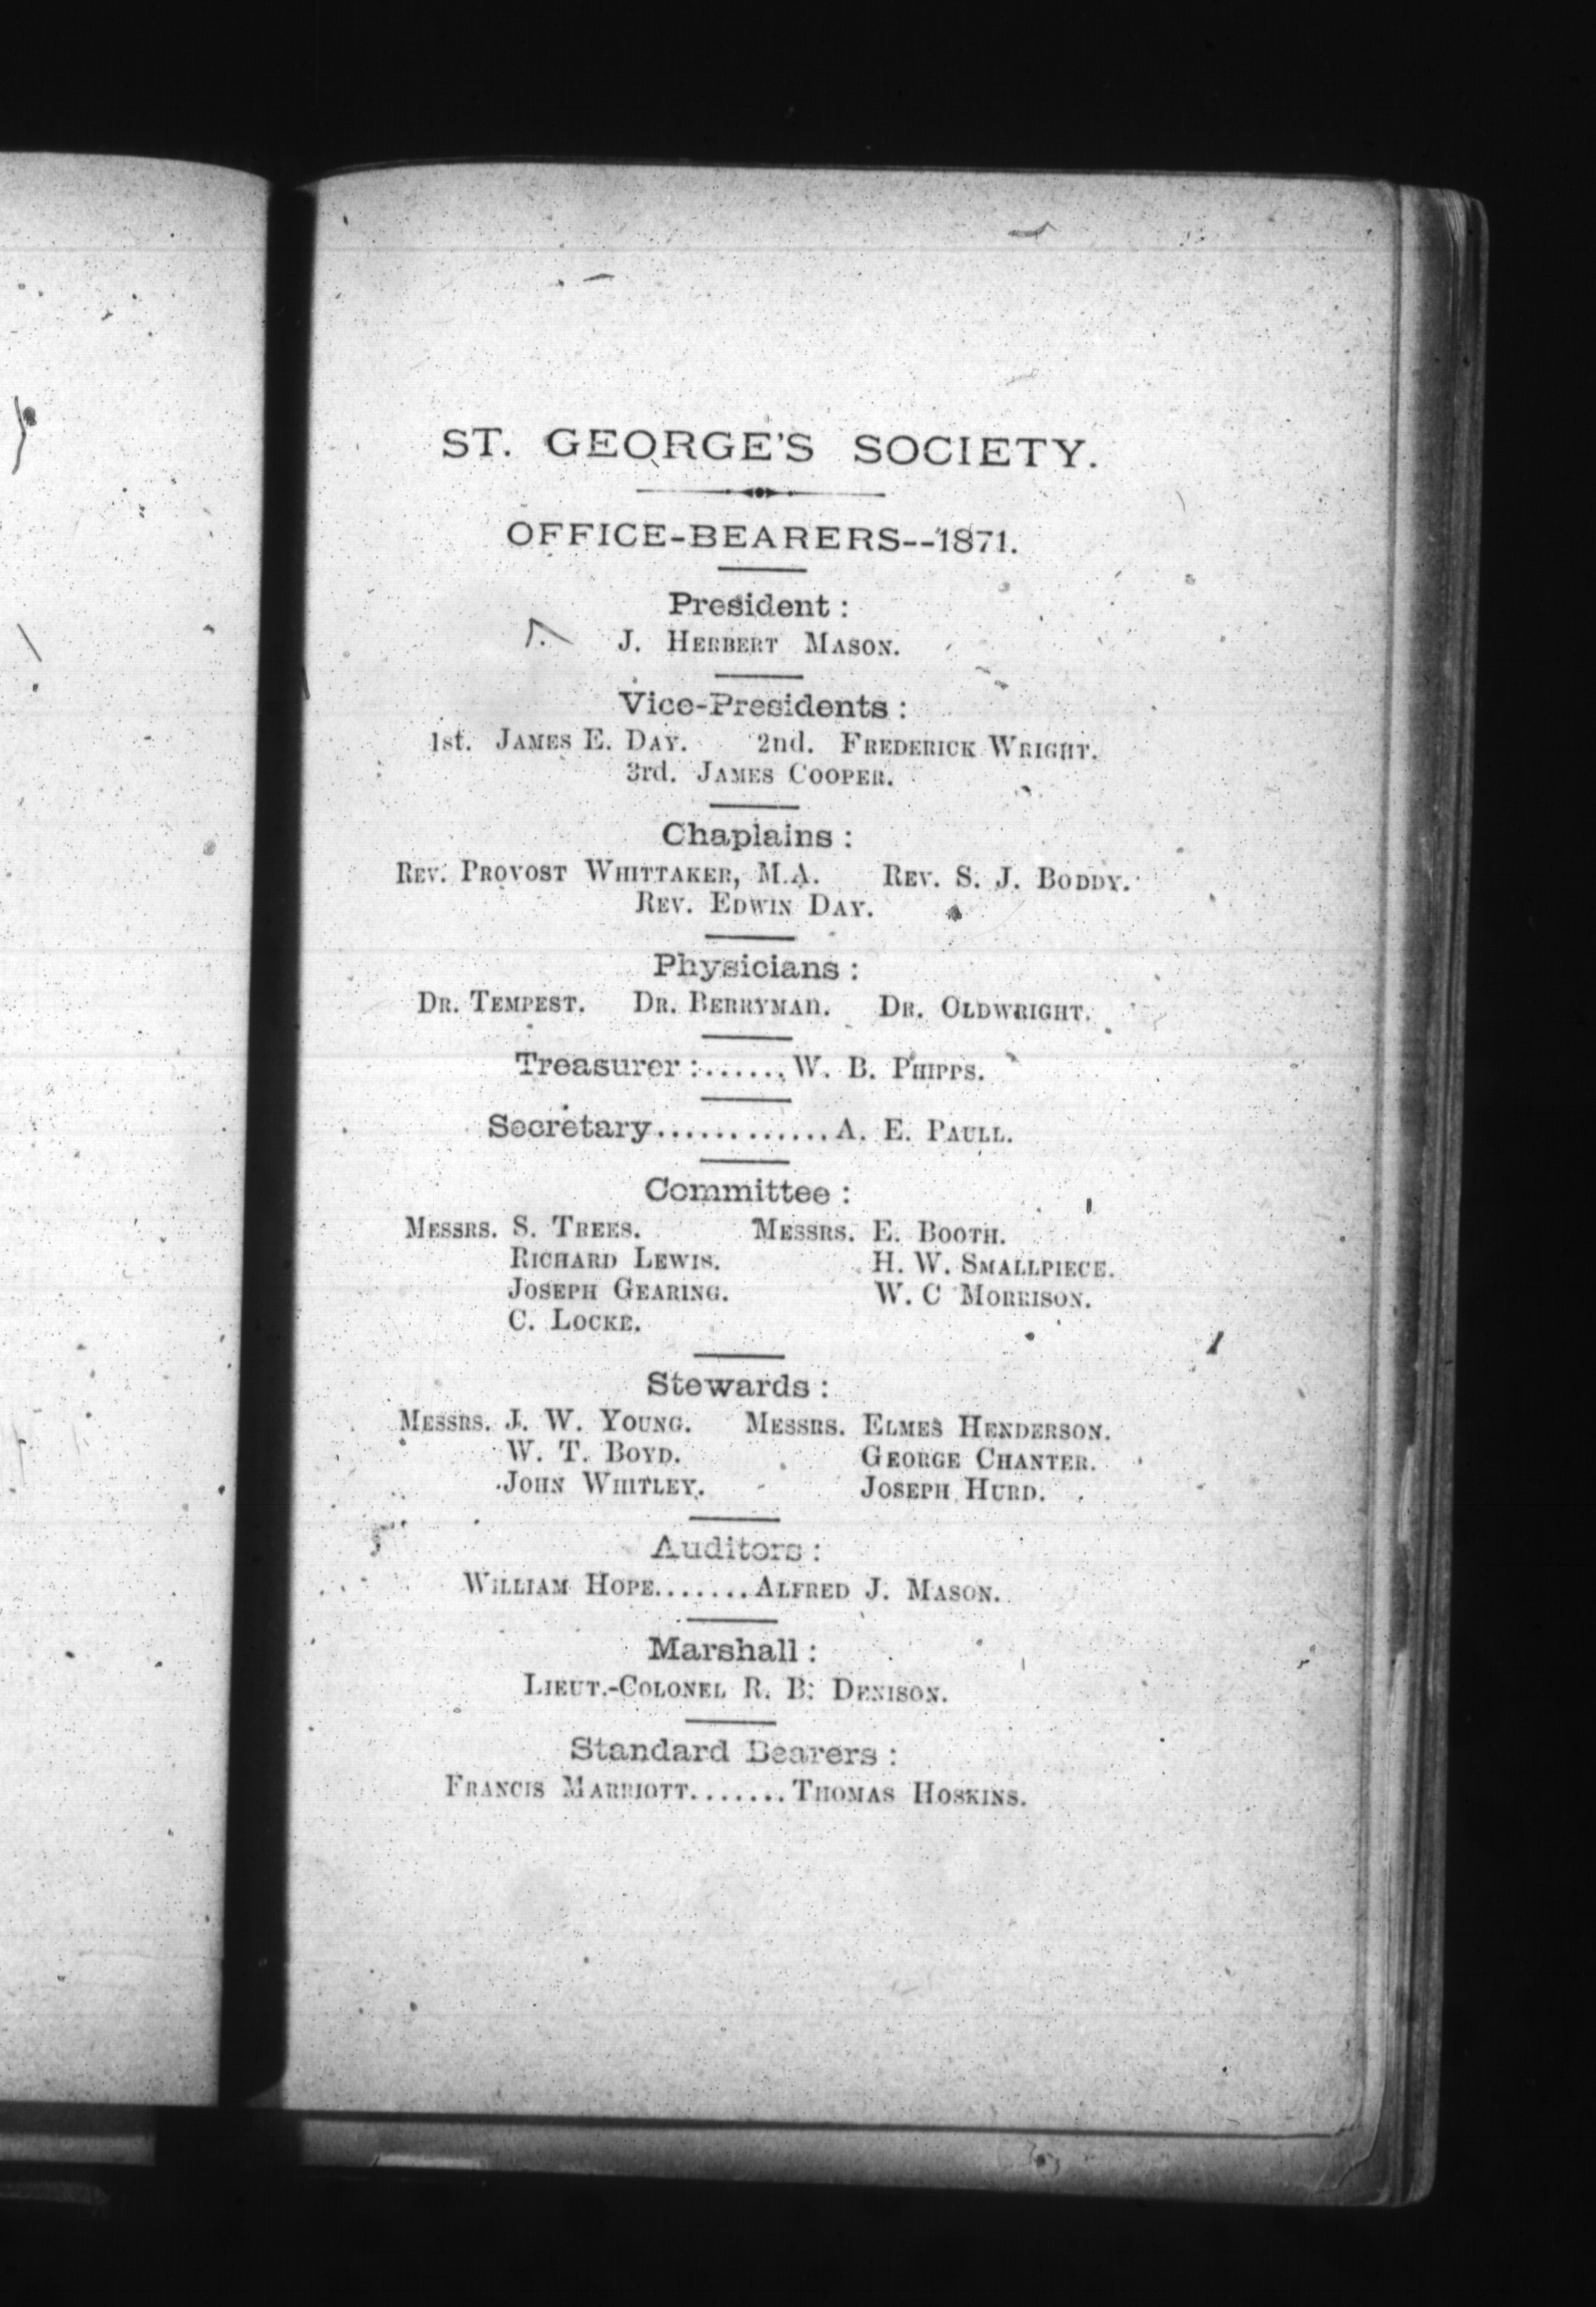 ST. GEORGE'S SOCIETY.
OFFICE-BEARERS--1871.
President :
J. HERBERT MASON.
Vice-Presidents :
1st. JAMES E. DAY. 2nd. FREDERICK WRIGHT.
3rd. JAMES COOPER.
Chaplains :
REV. PROVOST WHITTAKER, M.A. REV. S. J. BODDY.
REV. EDWIN DAY.
Physicians :
DR. TEMPEST. DR. BERRYMAN. DR. OLDWRIGHT.
Treasurer :.......W. B. PHIPPS.
Secretary............A. E. PAULL.
Committee :
MESSRS. S. TREES. MESSRS. E. BOOTH.
RICHARD LEWIS. H. W. SMALLPIECE.
JOSEPH GEARING. W. C MORRISON.
C. LOCKE.
Stewards :
MESSRS. J. W. YOUNG. MESSRS. ELMES HENDERSON.
W. T. BOYD. GEORGE CHANTER.
JOHN WHITLEY. JOSEPH HURD.
Auditors :
WILLIAM HOPE.......ALFRED J. MASON.
Marshall :
LIEUT.-COLONEL R. B. DENISON.
Standard Bearers :
FRANCIS MARRIOTT.......THOMAS HOSKINS.